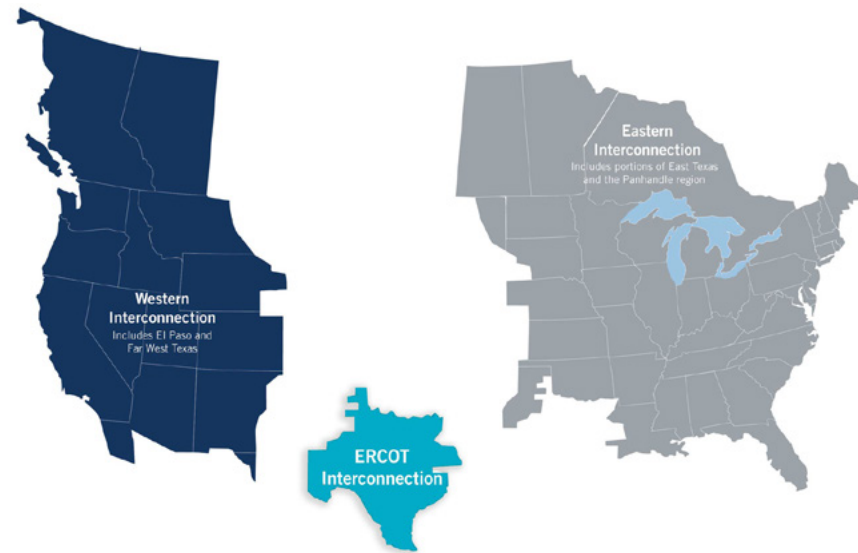 Western
Interconnection
Includes El Paso and
Far West Texas
ERCOT
Interconnection
Eastern
Interconnection
Includes portions of East Texas
and the Panhandle region